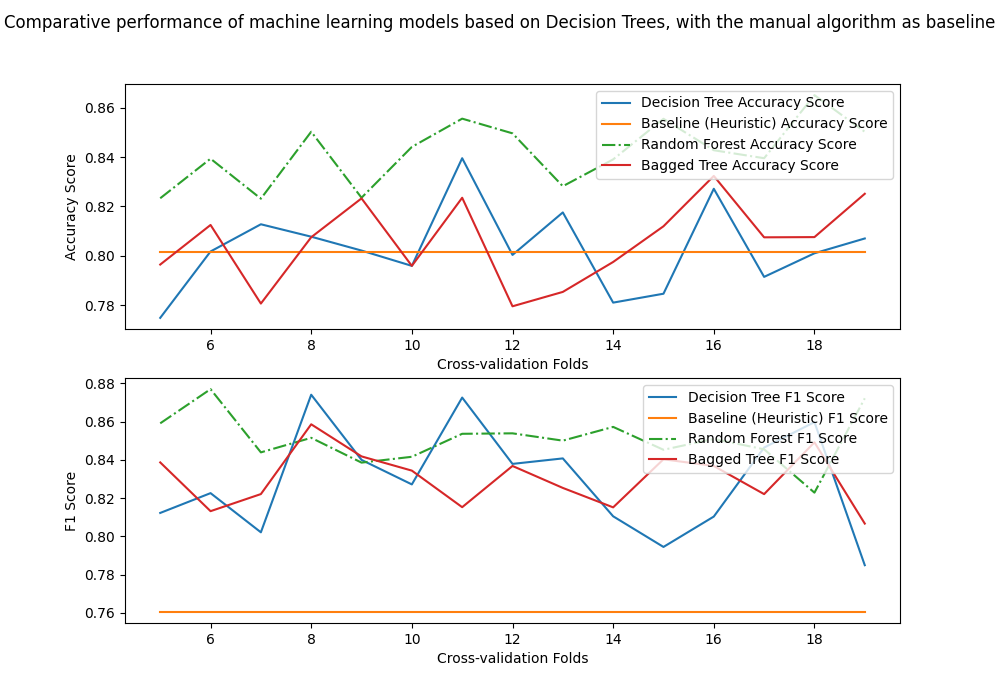 Comparative performance of machine learning models based on Decision Trees, with the manual algorithm as baseline
0.86
0.84
0.82
0.80
0.78
Accuracy Score
Decision Tree Accuracy Score
Baseline (Heuristic) Accuracy Score
Random Forest Accuracy Score
Bagged Tree Accuracy Score
6 8 10 12 14 16 18
Cross-validation Folds
0.88
0.86
0.84
0.82
0.80
0.78
0.76
F1 Score
Decision Tree F1 Score
Baseline (Heuristic) F1 Score
Random Forest F1 Score
Bagged Tree F1 Score
6 8 10 12 14 16 18
Cross-validation Folds